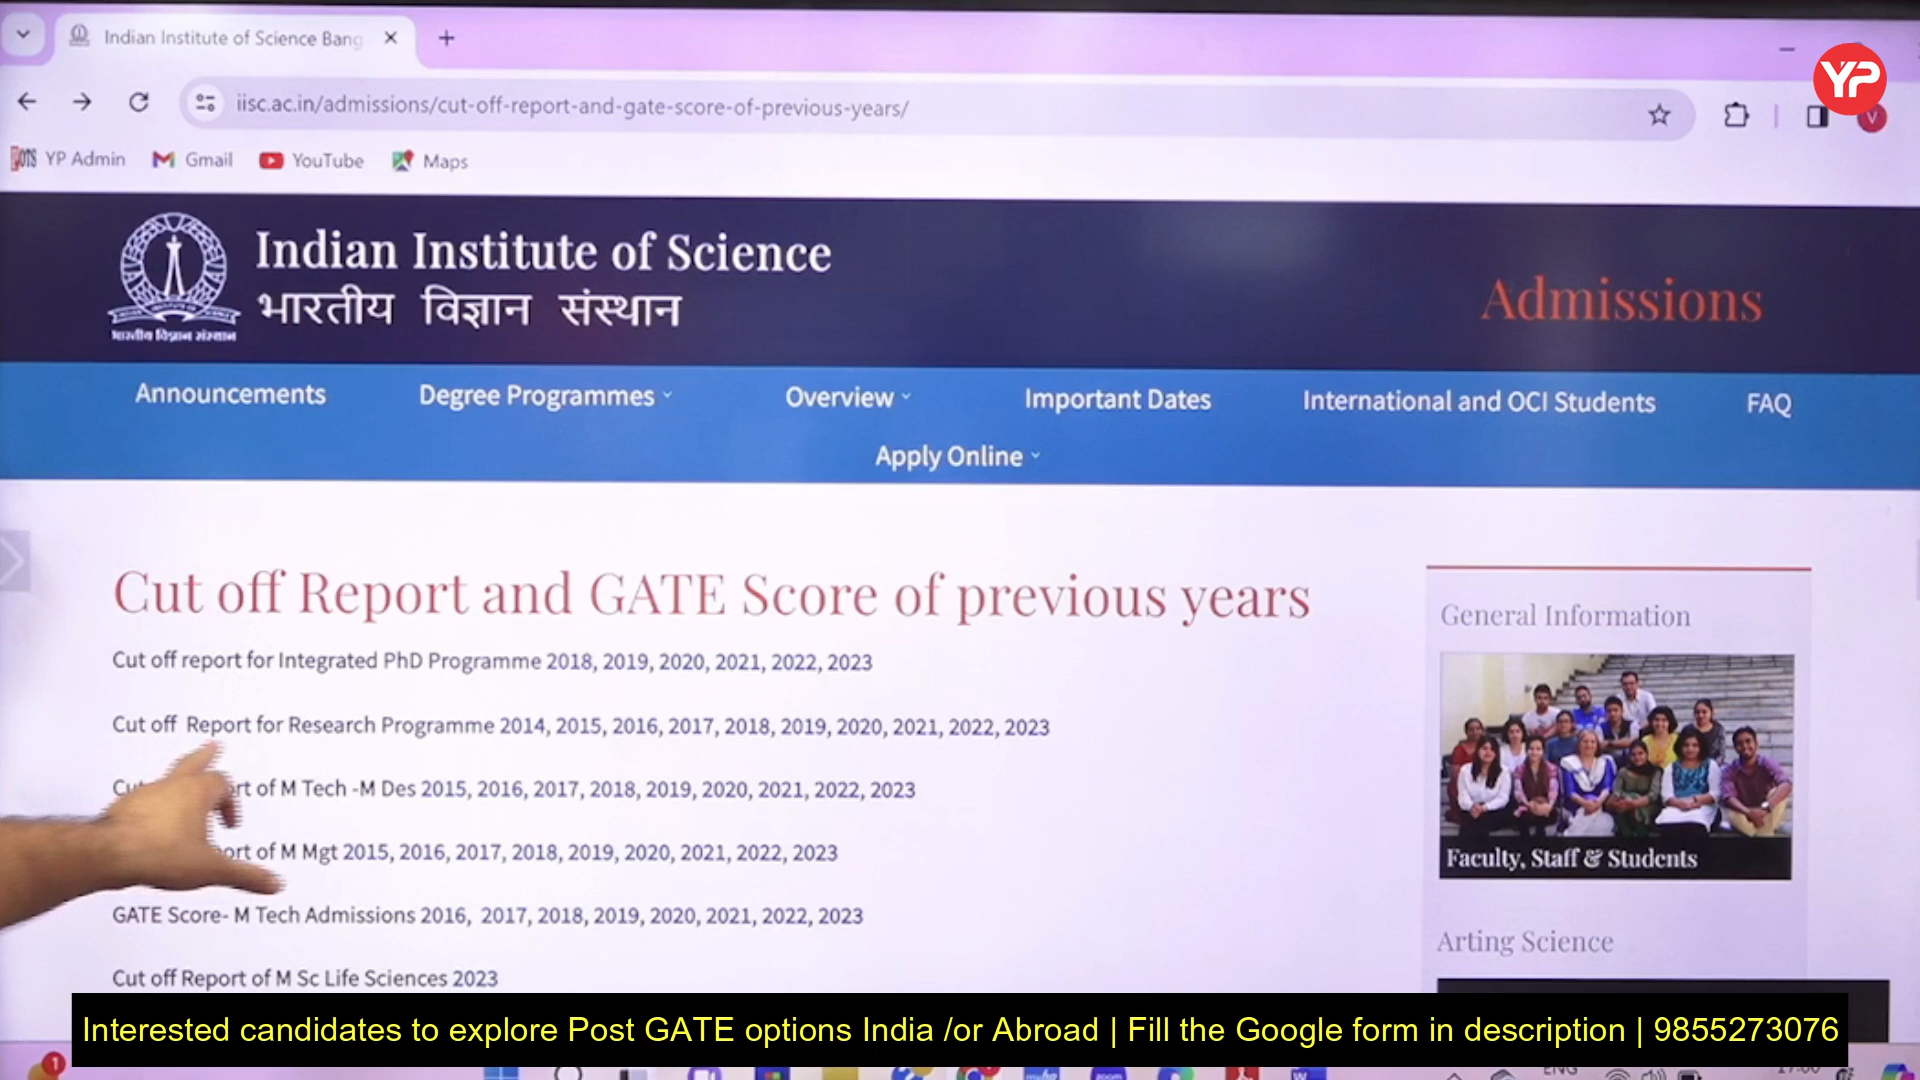 Indian Institute of Science Bang
iisc.ac.in/admissions/cut-off-report-and-gate-score-of-previous-years/
YP
V
YP Admin Gmail YouTube Maps
Indian Institute of Science
भारतीय विज्ञान संस्थान
भारतीय विज्ञान संस्थान
Admissions
Announcements Degree Programmes Overview Important Dates International and OCI Students FAQ
Apply Online
Cut off Report and GATE Score of previous years
Cut off report for Integrated PhD Programme 2018, 2019, 2020, 2021, 2022, 2023
Cut off Report for Research Programme 2014, 2015, 2016, 2017, 2018, 2019, 2020, 2021, 2022, 2023
of M Tech -M Des 2015, 2016, 2017, 2018, 2019, 2020, 2021, 2022, 2023
of M Mgt 2015, 2016, 2017, 2018, 2019, 2020, 2021, 2022, 2023
GATE Score- M Tech Admissions 2016, 2017, 2018, 2019, 2020, 2021, 2022, 2023
Cut off Report of M Sc Life Sciences 2023
General Information
Faculty, Staff & Students
Arting Science
Interested candidates to explore Post GATE options India /or Abroad | Fill the Google form in description | 9855273076
1